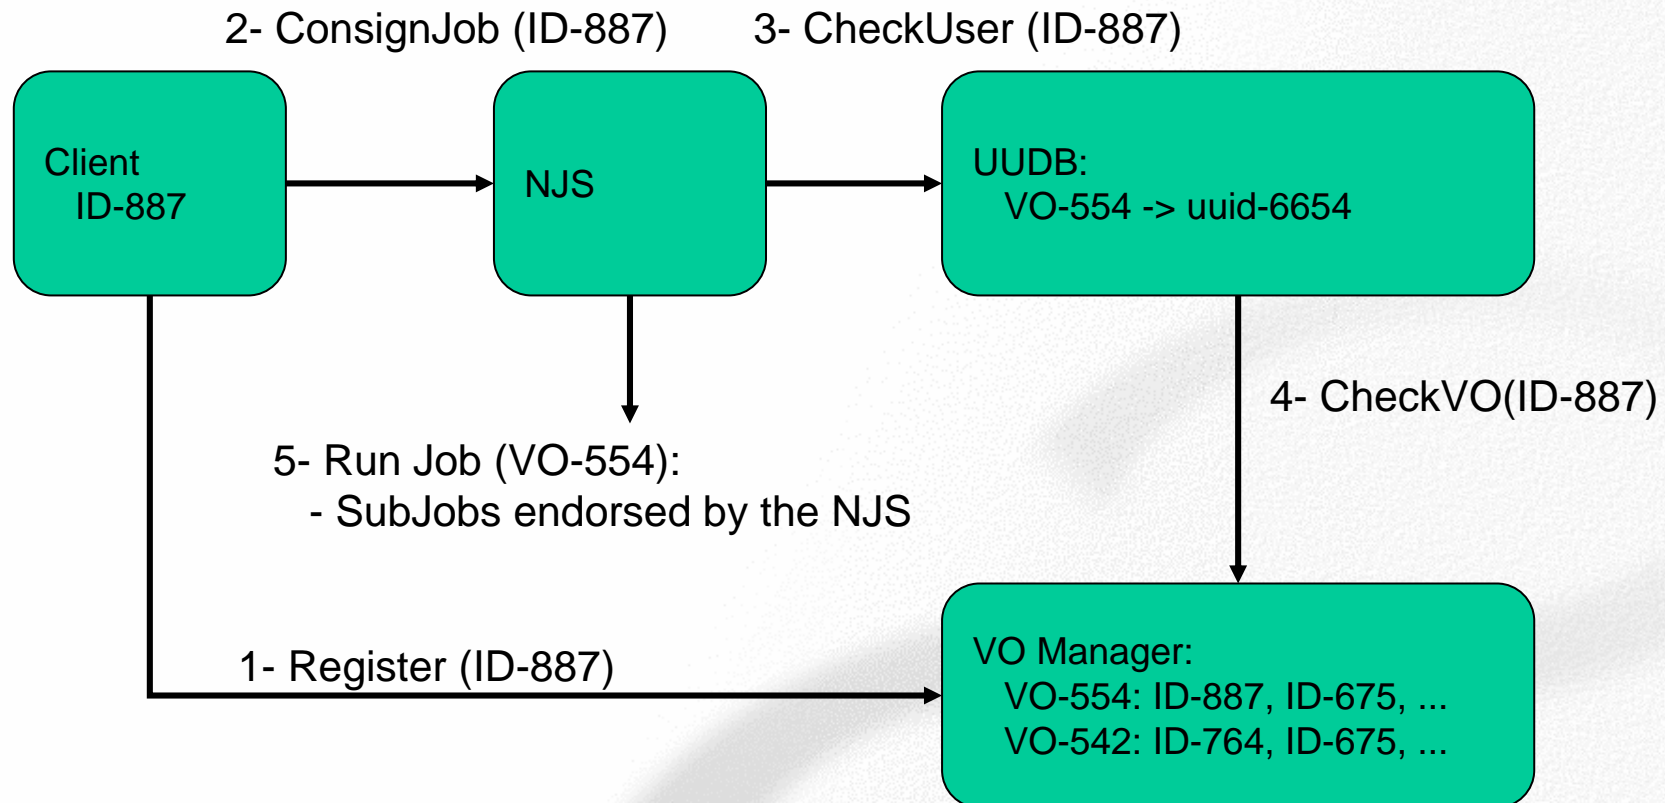 2- ConsignJob (ID-887)
3- CheckUser (ID-887)
Client
ID-887
NJS
UUDB:
VO-554 -> uuid-6654
4- CheckVO(ID-887)
5- Run Job (VO-554):
- SubJobs endorsed by the NJS
1- Register (ID-887)
VO Manager:
VO-554: ID-887, ID-675, ...
VO-542: ID-764, ID-675, ...